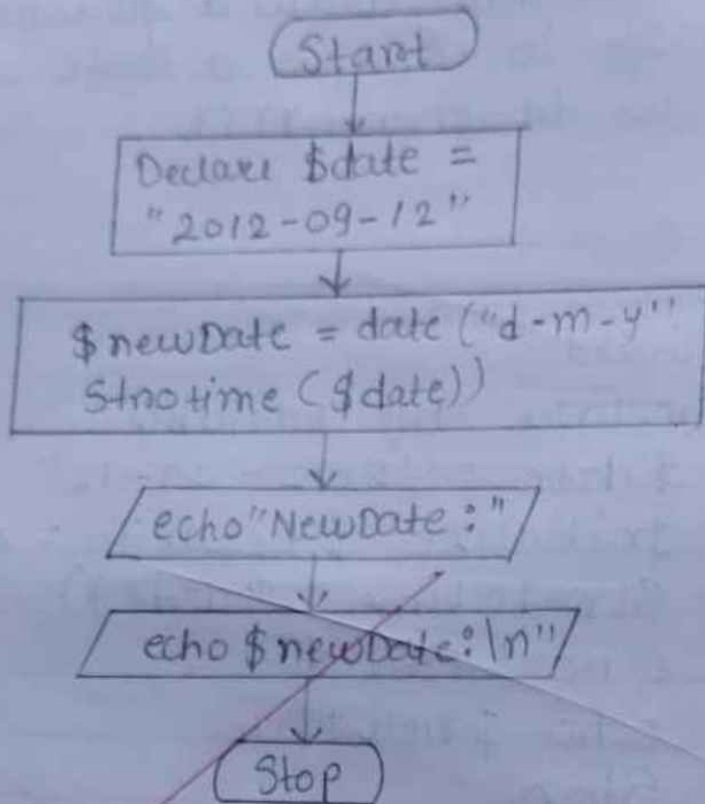 Start
Declare $date =
"2012-09-12"
$newDate = date ("d-m-y"
Strotime ($date))
echo "NewDate :"
echo $newDate:\n"
Stop